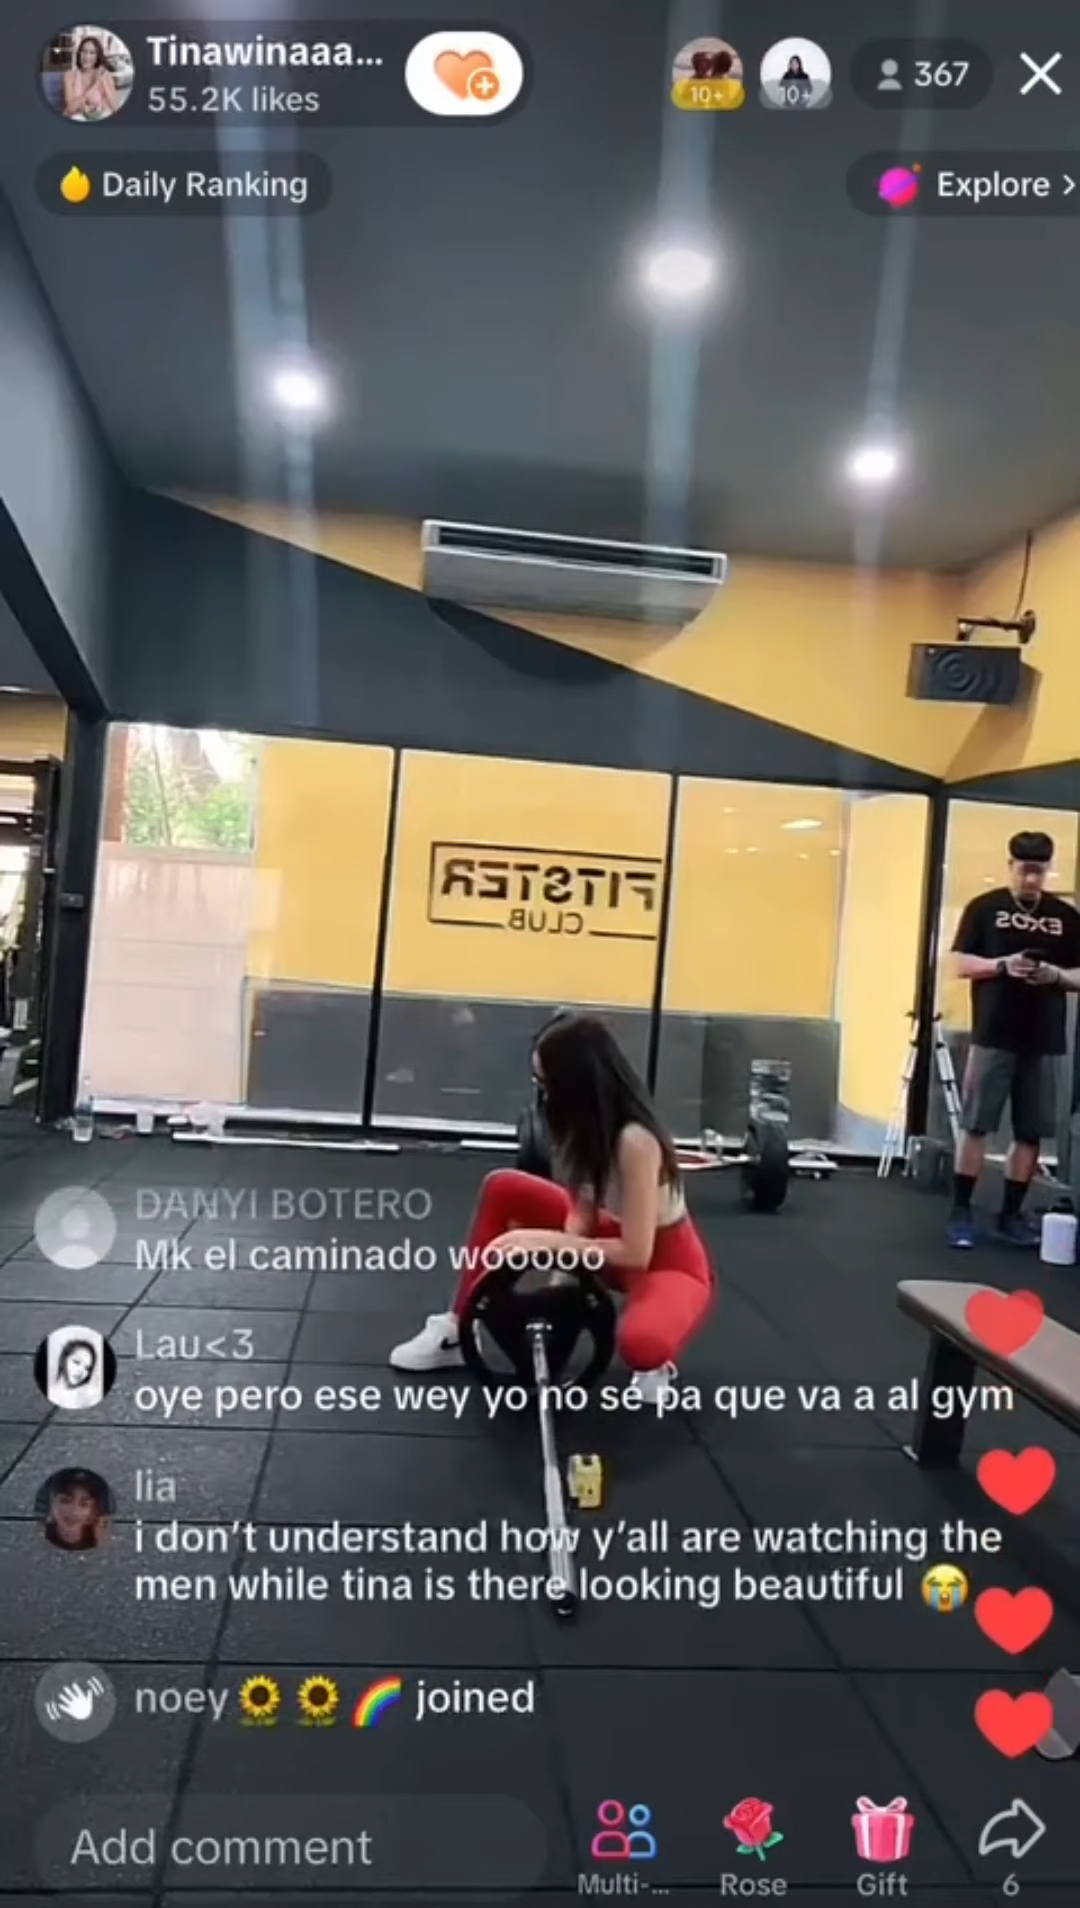 Tinawinaaa...
55.2K likes
10+
10+
367
Daily Ranking
Explore >
FITSTER
CLUB
EXOS
DANYI BOTERO
Mk el caminado wooooo
Lau<3
oye pero ese wey yo no sé pa que va a al gym
lia
i don't understand how y'all are watching the
men while tina is there looking beautiful 😭
noey🌻🌻🌈 joined
Add comment
Multi-...
Rose
Gift
6